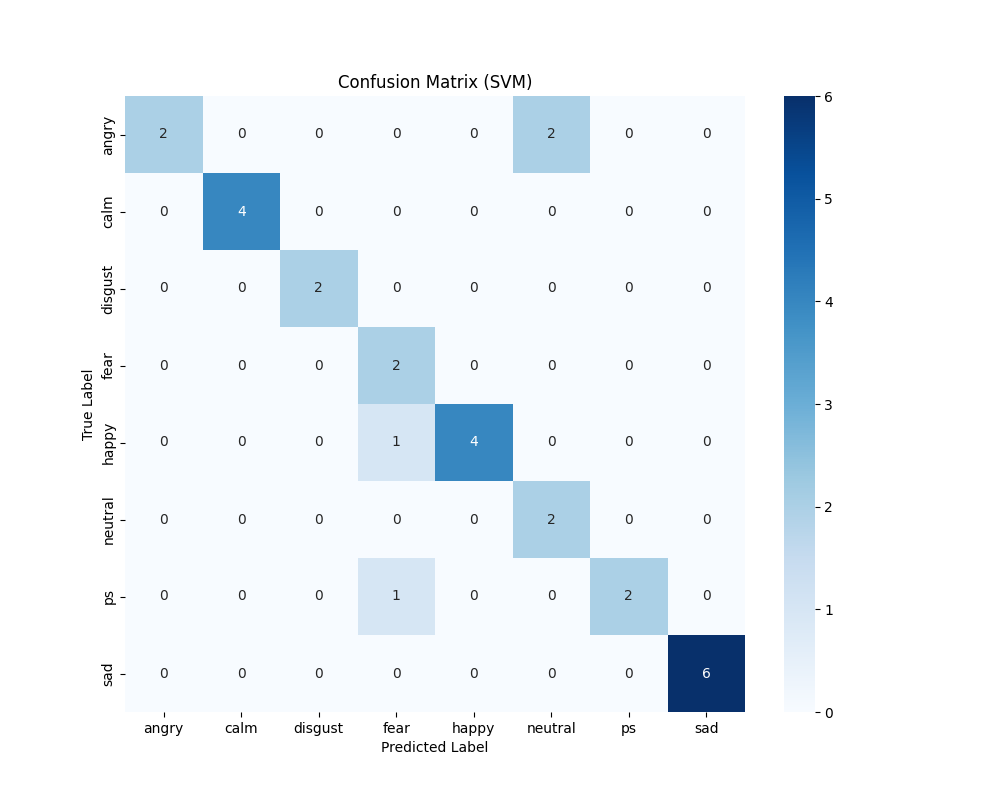 Confusion Matrix (SVM)
True Label
angry 2 0 0 0 0 2 0 0
calm 0 4 0 0 0 0 0 0
disgust 0 0 2 0 0 0 0 0
fear 0 0 0 2 0 0 0 0
happy 0 0 0 1 4 0 0 0
neutral 0 0 0 0 0 2 0 0
ps 0 0 0 1 0 0 2 0
sad 0 0 0 0 0 0 0 6
angry calm disgust fear happy neutral ps sad
Predicted Label
6
5
4
3
2
1
0